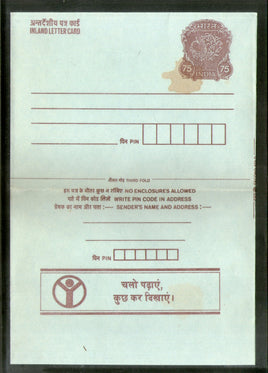 अन्तर्देशीय पत्र कार्ड
INLAND LETTER CARD
भारत
75 75
INDIA
पिन PIN
तीसरा मोड़ THIRD FOLD
इस पत्र के भीतर कुछ न रखिये NO ENCLOSURES ALLOWED
पते में पिन कोड लिखें WRITE PIN CODE IN ADDRESS
प्रेषक का नाम और पता :— SENDER'S NAME AND ADDRESS :—
पिन PIN
चलो पढ़ाएं,
कुछ कर दिखाएं।